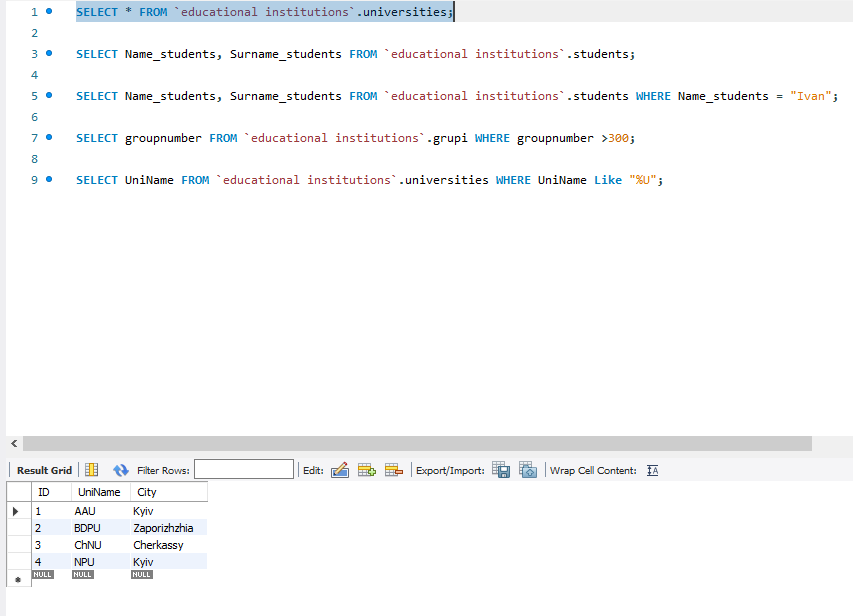 1 SELECT * FROM `educational institutions`.universities;
2
3 SELECT Name_students, Surname_students FROM `educational institutions`.students;
4
5 SELECT Name_students, Surname_students FROM `educational institutions`.students WHERE Name_students = "Ivan";
6
7 SELECT groupnumber FROM `educational institutions`.grupi WHERE groupnumber >300;
8
9 SELECT UniName FROM `educational institutions`.universities WHERE UniName Like "%U";
Result Grid Filter Rows: Edit: Export/Import: Wrap Cell Content:
ID UniName City
1 AAU Kyiv
2 BDPU Zaporizhzhia
3 ChNU Cherkassy
4 NPU Kyiv
NULL NULL NULL